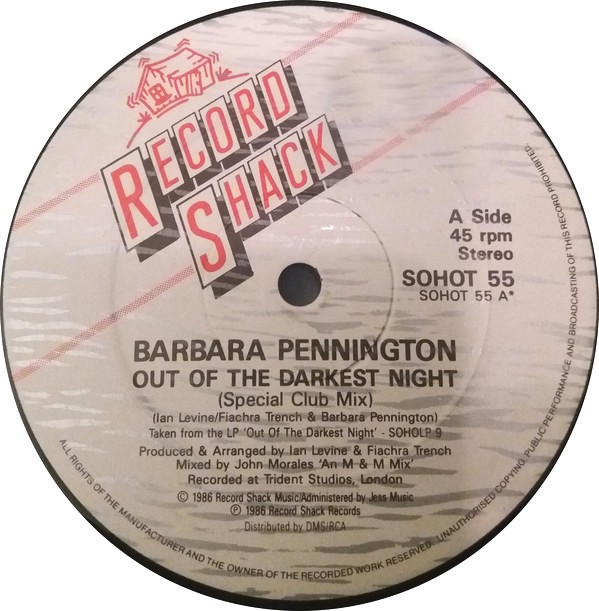 RECORD
SHACK
A Side
45 rpm
Stereo
SOHOT 55
SOHOT 55 A*
BARBARA PENNINGTON
OUT OF THE DARKEST NIGHT
(Special Club Mix)
(Ian Levine/Fiachra Trench & Barbara Pennington)
Taken from the LP 'Out Of The Darkest Night' - SOHOLP 9
Produced & Arranged by Ian Levine & Fiachra Trench
Mixed by John Morales 'An M & M Mix'
Recorded at Trident Studios, London
© 1986 Record Shack Music/Administered by Jess Music
℗ 1986 Record Shack Records
Distributed by DMS/RCA
ALL RIGHTS OF THE MANUFACTURER AND THE OWNER OF THE RECORDED WORK RESERVED. UNAUTHORISED COPYING, PUBLIC PERFORMANCE AND BROADCASTING OF THIS RECORD PROHIBITED.